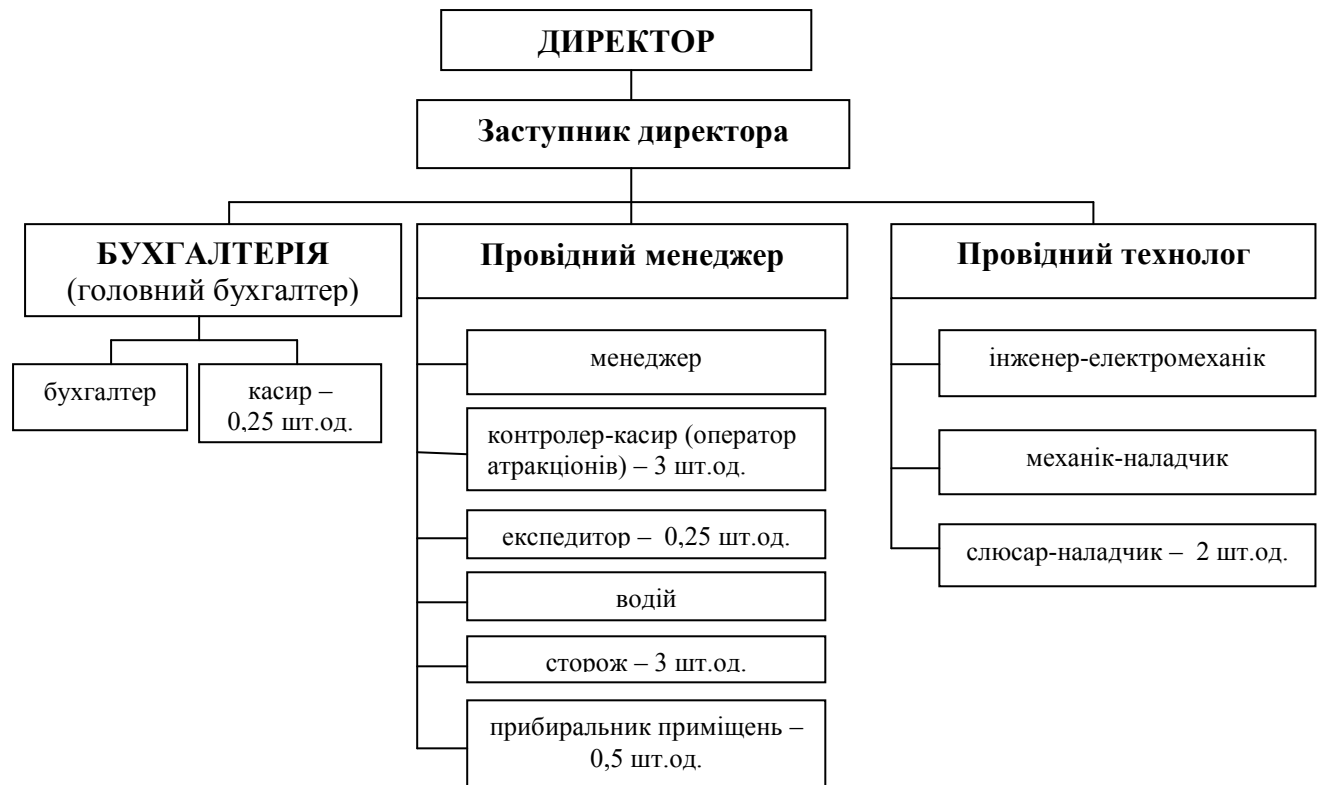 ДИРЕКТОР
Заступник директора
БУХГАЛТЕРІЯ
(головний бухгалтер)
бухгалтер
касир –
0,25 шт.од.
Провідний менеджер
менеджер
контролер-касир (оператор
атракціонів) – 3 шт.од.
експедитор – 0,25 шт.од.
водій
сторож – 3 шт.од.
прибиральник приміщень –
0,5 шт.од.
Провідний технолог
інженер-електромеханік
механік-наладчик
слюсар-наладчик – 2 шт.од.